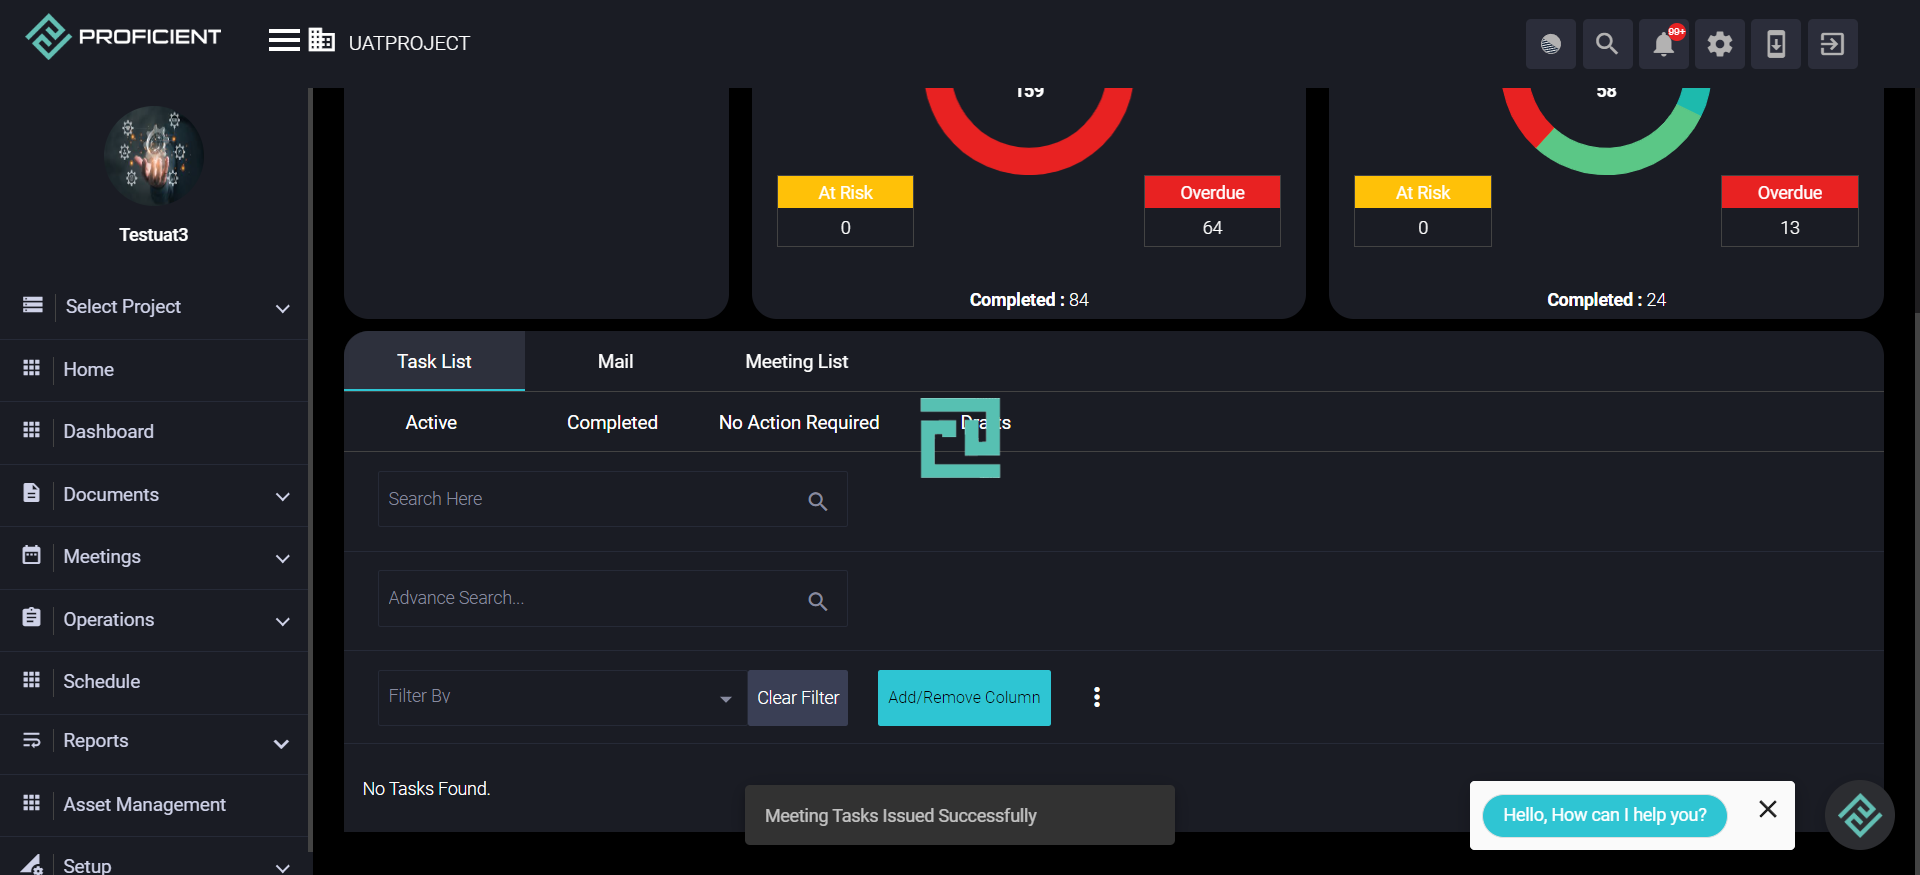 PROFICIENT
UATPROJECT
99+
Testuat3
Select Project
Home
Dashboard
Documents
Meetings
Operations
Schedule
Reports
Asset Management
Setup
159
At Risk
0
Overdue
64
Completed : 84
58
At Risk
0
Overdue
13
Completed : 24
Task List Mail Meeting List
Active Completed No Action Required Drafts
Search Here
Advance Search...
Filter By Clear Filter Add/Remove Column
No Tasks Found.
Meeting Tasks Issued Successfully
Hello, How can I help you?